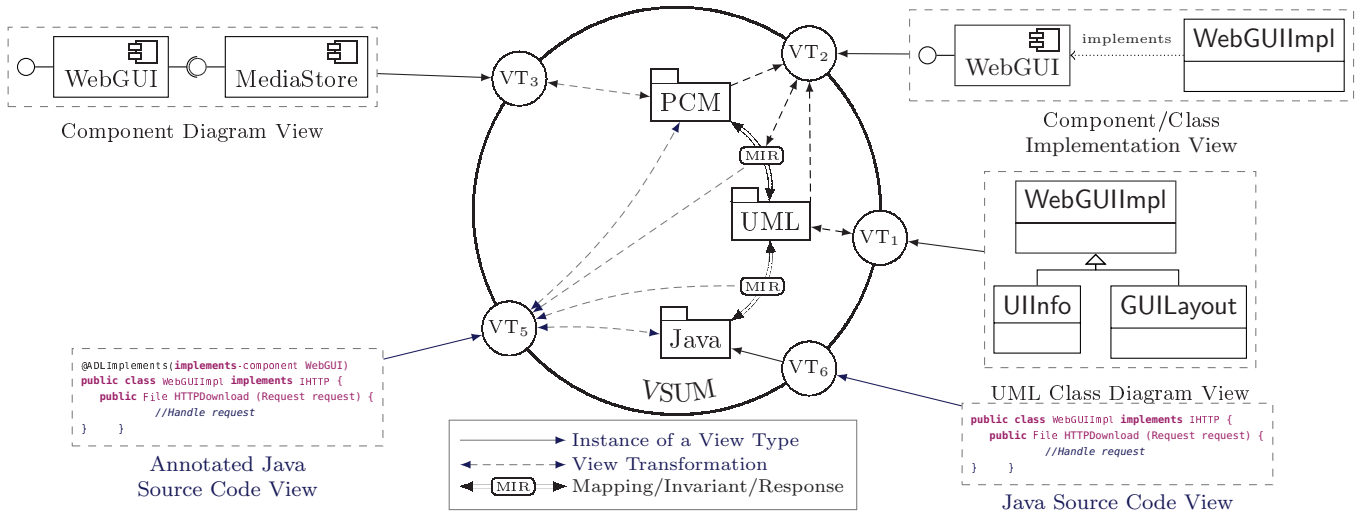 WebGUI
MediaStore
Component Diagram View
VT3
PCM
VT2
WebGUI
implements
WebGUIImpl
Component/Class
Implementation View
MIR
UML
VT1
WebGUIImpl
UIInfo
GUILayout
UML Class Diagram View
MIR
VT5
Java
VT6
VSUM
@ADLImplements(implements-component WebGUI)
public class WebGUIImpl implements IHTTP {
public File HTTPDownload (Request request) {
//Handle request
} }
Annotated Java
Source Code View
Instance of a View Type
View Transformation
MIR Mapping/Invariant/Response
public class WebGUIImpl implements IHTTP {
public File HTTPDownload (Request request) {
//Handle request
} }
Java Source Code View